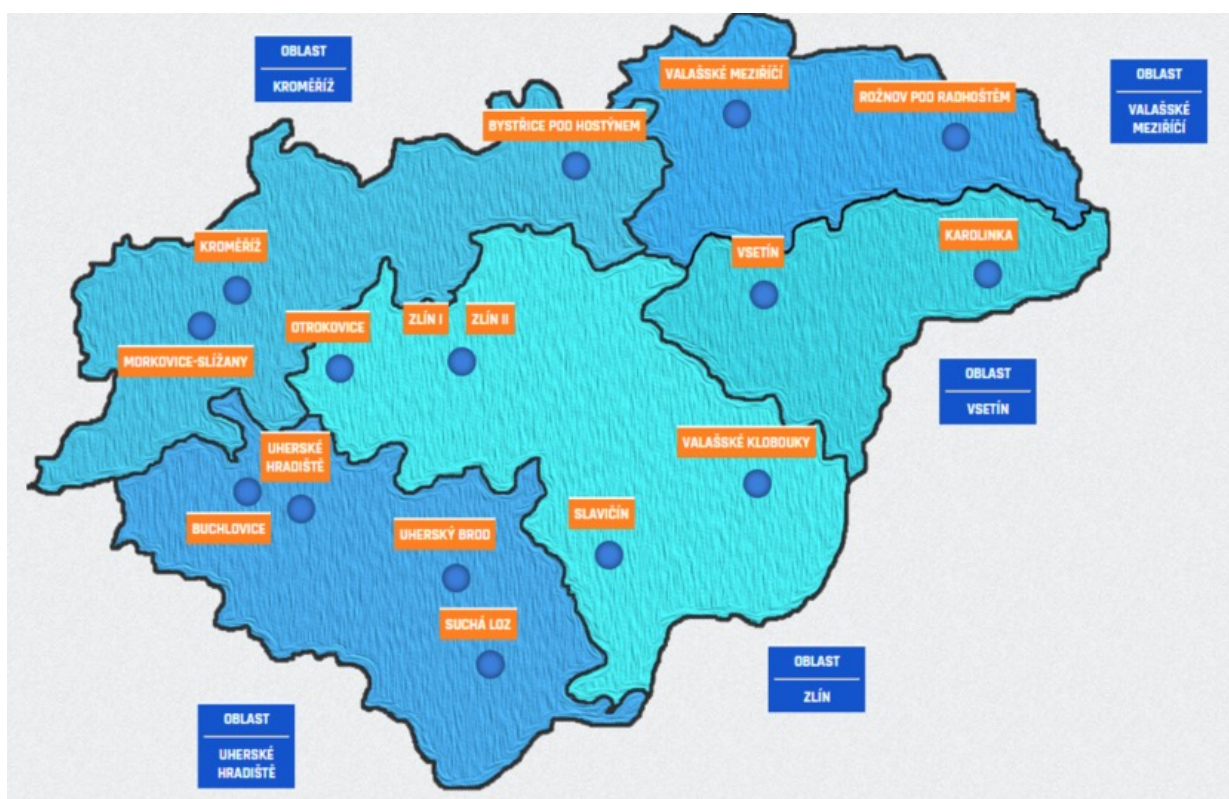 OBLAST
KROMĚŘÍŽ
VALAŠSKÉ MEZIŘÍČÍ
OBLAST
VALAŠSKÉ
MEZIŘÍČÍ
ROŽNOV POD RADHOŠTĚM
BYSTŘICE POD HOSTÝNEM
KROMĚŘÍŽ
VSETÍN
KAROLINKA
OTROKOVICE
ZLÍN I
ZLÍN II
MORKOVICE-SLÍŽANY
OBLAST
VSETÍN
UHERSKÉ
HRADIŠTĚ
VALAŠSKÉ KLOBOUKY
BUCHLOVICE
UHERSKÝ BROD
SLAVIČÍN
SUCHÁ LOZ
OBLAST
ZLÍN
OBLAST
UHERSKÉ
HRADIŠTĚ